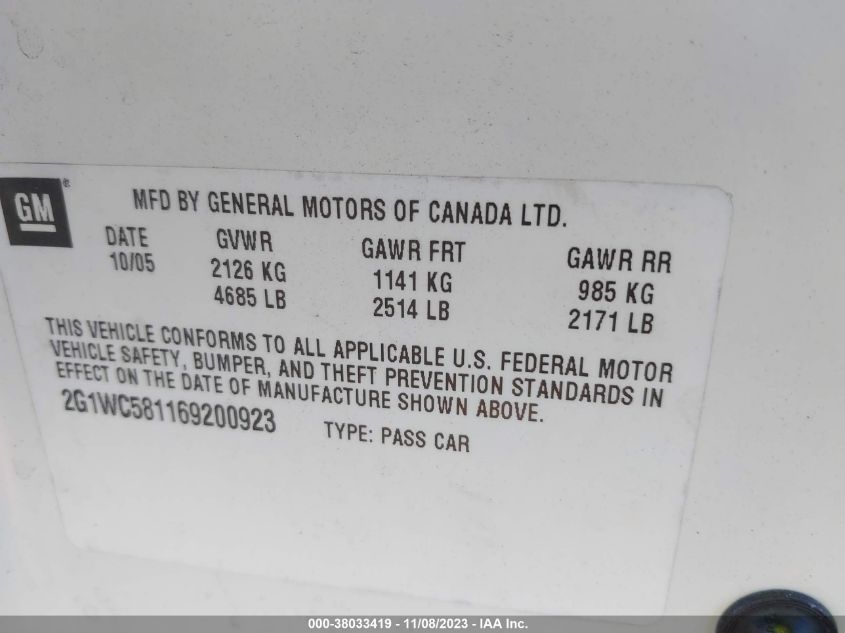 GM®
MFD BY GENERAL MOTORS OF CANADA LTD.
DATE GVWR GAWR FRT GAWR RR
10/05 2126 KG 1141 KG 985 KG
4685 LB 2514 LB 2171 LB
THIS VEHICLE CONFORMS TO ALL APPLICABLE U.S. FEDERAL MOTOR
VEHICLE SAFETY, BUMPER, AND THEFT PREVENTION STANDARDS IN
EFFECT ON THE DATE OF MANUFACTURE SHOWN ABOVE.
2G1WC581169200923 TYPE: PASS CAR
000-38033419 - 11/08/2023 - IAA Inc.